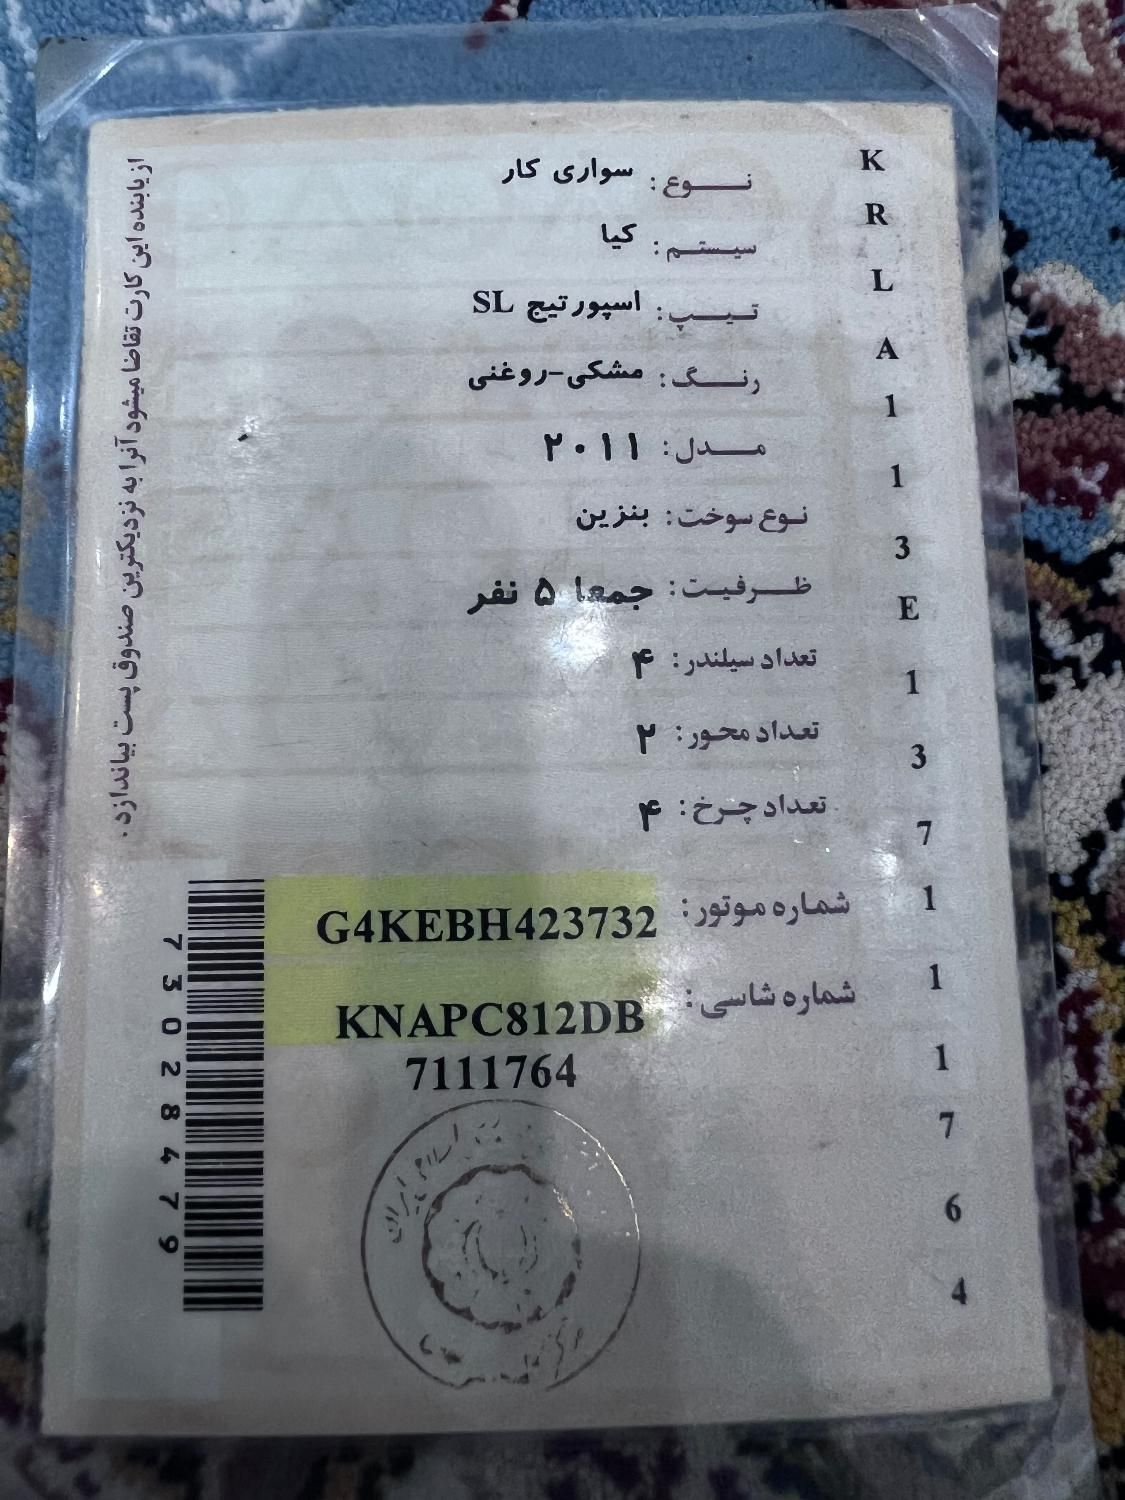 نوع: سواری کار
سیستم: کیا
تیپ: اسپورتیج SL
رنگ: مشکی-روغنی
مدل: ۲۰۱۱
نوع سوخت: بنزین
ظرفیت: جمعا ۵ نفر
تعداد سیلندر: ۴
تعداد محور: ۲
تعداد چرخ: ۴
شماره موتور: G4KEBH423732
شماره شاسی: KNAPC812DB
7111764
K
R
L
A
1
1
3
E
1
3
7
1
1
1
7
6
4
از یابنده این کارت تقاضا میشود آنرا به نزدیکترین صندوق پست بیاندازد.
73028479
اسلامی ایران